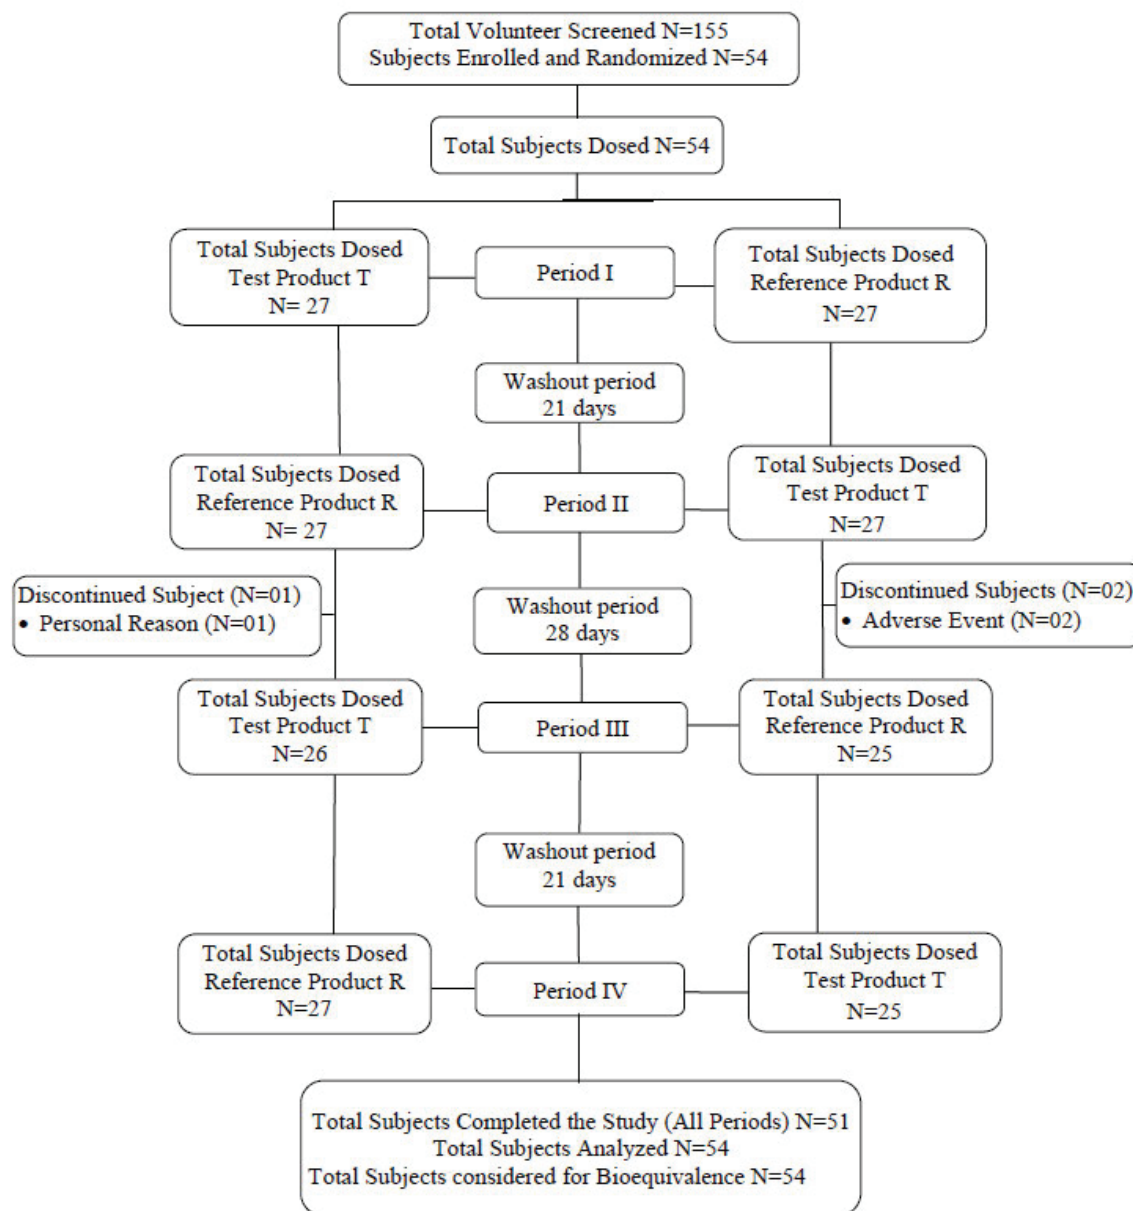 Total Volunteer Screened N=155
Subjects Enrolled and Randomized N=54
Total Subjects Dosed N=54
Total Subjects Dosed
Test Product T
N= 27
Period I
Total Subjects Dosed
Reference Product R
N=27
Washout period
21 days
Total Subjects Dosed
Reference Product R
N= 27
Period II
Total Subjects Dosed
Test Product T
N=27
Discontinued Subject (N=01)
• Personal Reason (N=01)
Washout period
28 days
Discontinued Subjects (N=02)
• Adverse Event (N=02)
Total Subjects Dosed
Test Product T
N=26
Period III
Total Subjects Dosed
Reference Product R
N=25
Washout period
21 days
Total Subjects Dosed
Reference Product R
N=27
Period IV
Total Subjects Dosed
Test Product T
N=25
Total Subjects Completed the Study (All Periods) N=51
Total Subjects Analyzed N=54
Total Subjects considered for Bioequivalence N=54